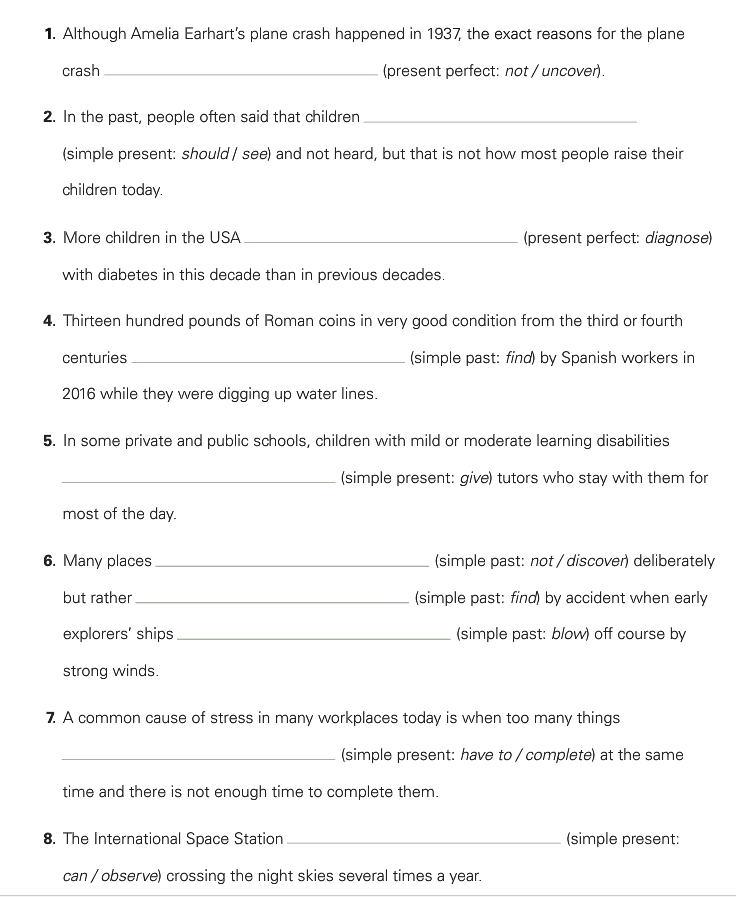 1. Although Amelia Earhart's plane crash happened in 1937, the exact reasons for the plane
crash ______ (present perfect: not / uncover).
2. In the past, people often said that children ______
(simple present: should / see) and not heard, but that is not how most people raise their
children today.
3. More children in the USA ______ (present perfect: diagnose)
with diabetes in this decade than in previous decades.
4. Thirteen hundred pounds of Roman coins in very good condition from the third or fourth
centuries ______ (simple past: find) by Spanish workers in
2016 while they were digging up water lines.
5. In some private and public schools, children with mild or moderate learning disabilities
______ (simple present: give) tutors who stay with them for
most of the day.
6. Many places ______ (simple past: not / discover) deliberately
but rather ______ (simple past: find) by accident when early
explorers' ships ______ (simple past: blow) off course by
strong winds.
7. A common cause of stress in many workplaces today is when too many things
______ (simple present: have to / complete) at the same
time and there is not enough time to complete them.
8. The International Space Station ______ (simple present:
can / observe) crossing the night skies several times a year.